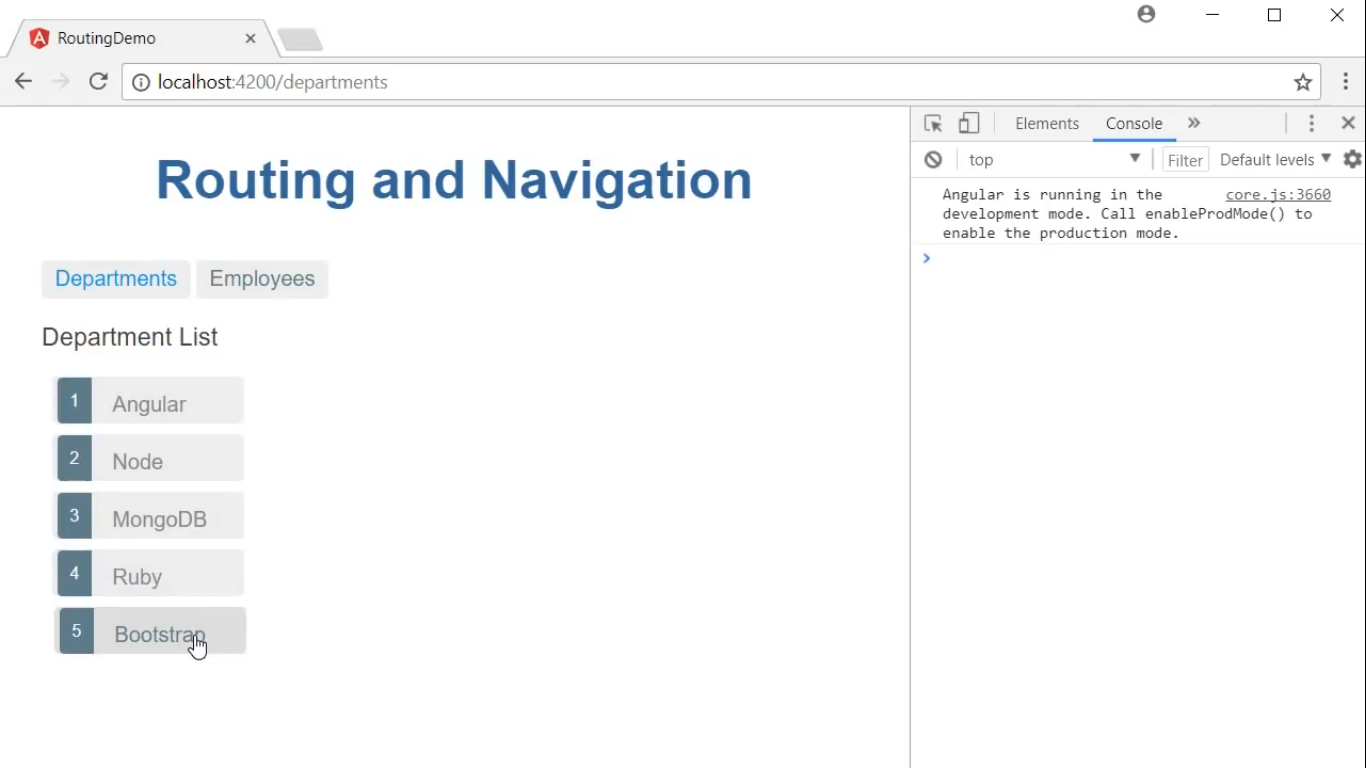 RoutingDemo
localhost:4200/departments
Elements
Console
top
Filter
Default levels
Angular is running in the core.js:3660
development mode. Call enableProdMode() to
enable the production mode.
Routing and Navigation
Departments
Employees
Department List
1 Angular
2 Node
3 MongoDB
4 Ruby
5 Bootstrap